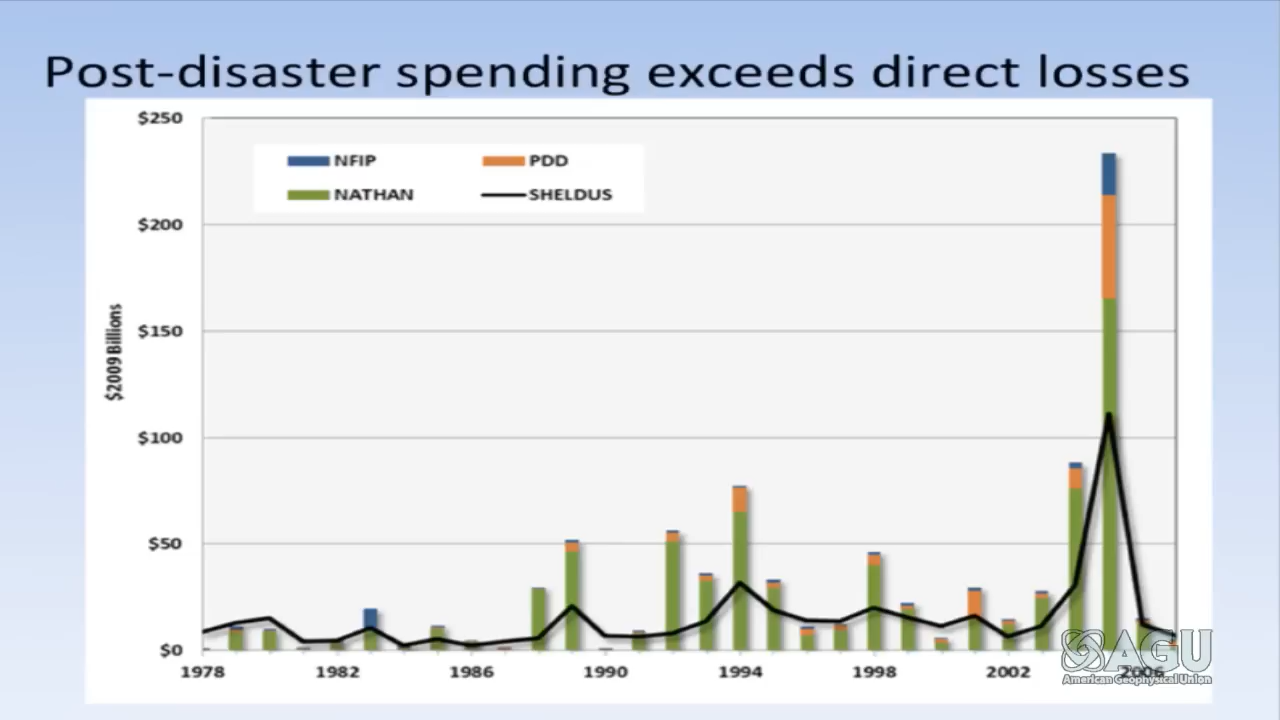 Post-disaster spending exceeds direct losses
$250
NFIP PDD
NATHAN SHELDUS
$200
$150
$2009 Billions
$100
$50
$0
1978 1982 1986 1990 1994 1998 2002 2006
AGU
American Geophysical Union